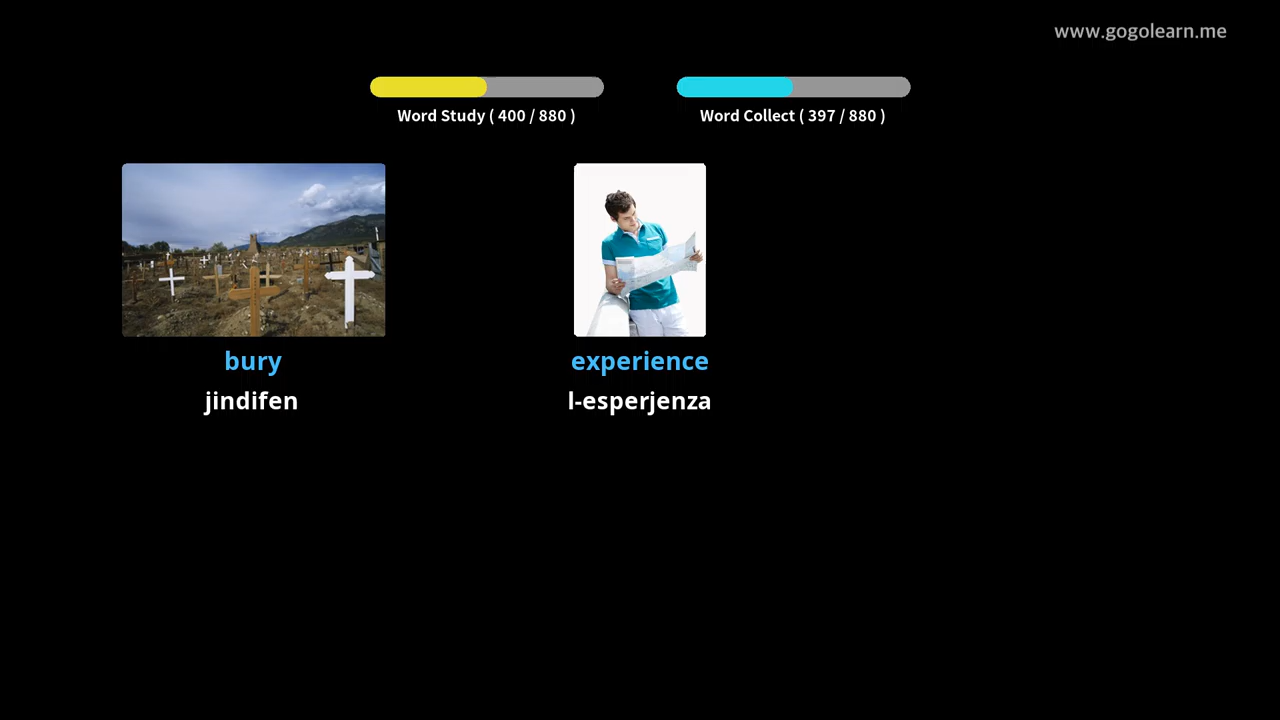 www.gogolearn.me
Word Study ( 400 / 880 )
Word Collect ( 397 / 880 )
bury
experience
jindifen
l-esperjenza